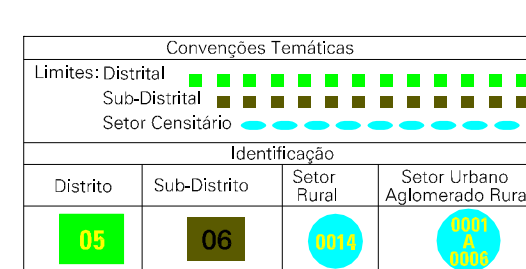 Convenções Temáticas
Limites: Distrital
Sub-Distrital
Setor Censitário
Identificação
Distrito
Sub-Distrito
Setor
Rural
Setor Urbano
Aglomerado Rura
05
06
0014
0001
A
0006